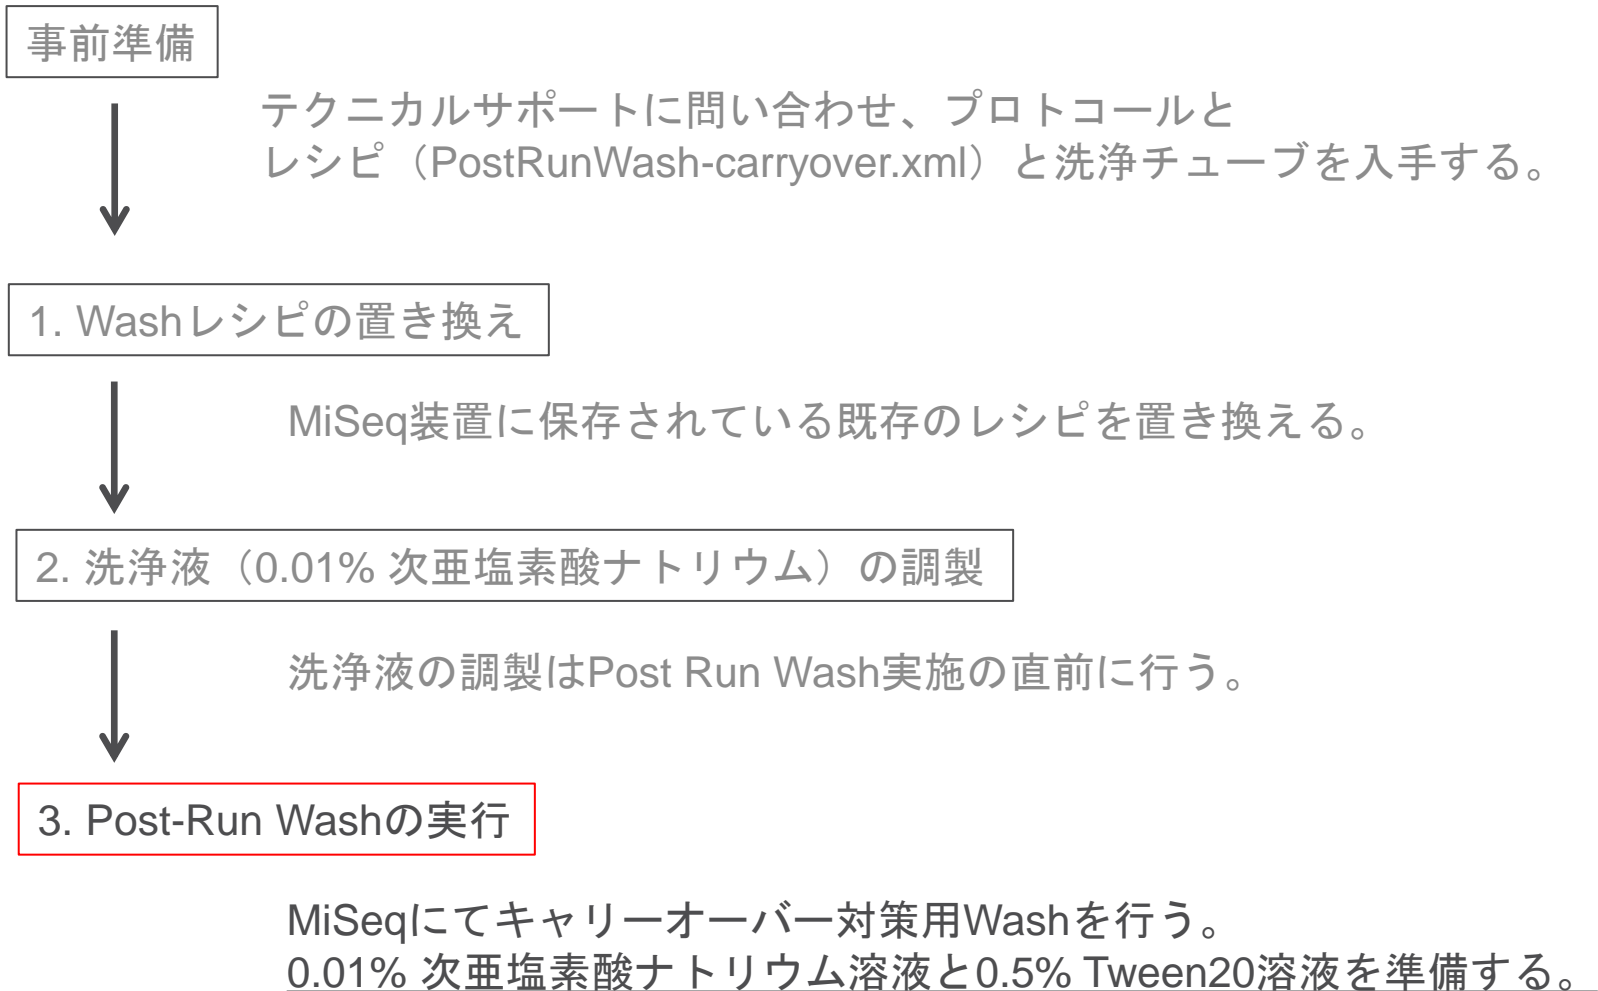 事前準備
テクニカルサポートに問い合わせ、プロトコールと
レシピ（PostRunWash-carryover.xml）と洗浄チューブを入手する。
1. Washレシピの置き換え
MiSeq装置に保存されている既存のレシピを置き換える。
2. 洗浄液（0.01% 次亜塩素酸ナトリウム）の調製
洗浄液の調製はPost Run Wash実施の直前に行う。
3. Post-Run Washの実行
MiSeqにてキャリーオーバー対策用Washを行う。
0.01% 次亜塩素酸ナトリウム溶液と0.5% Tween20溶液を準備する。